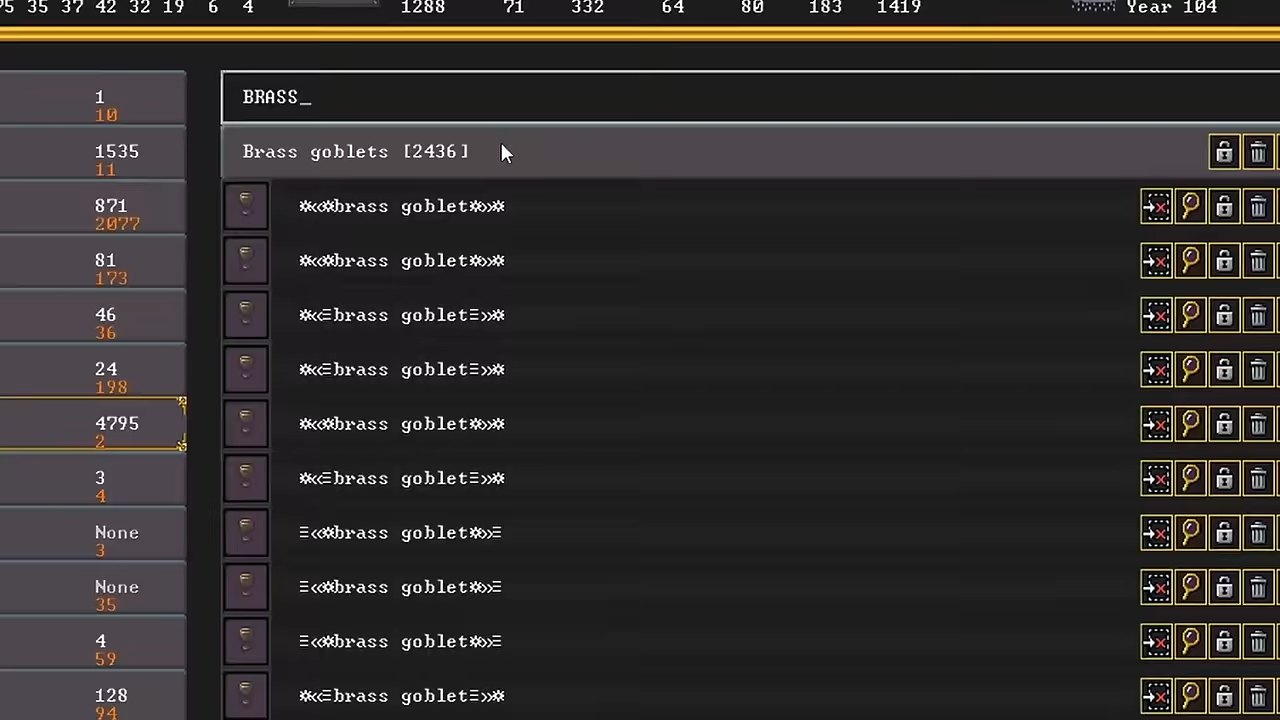 75 35 37 42 32 19 6 4 1288 71 332 64 80 183 1419 Year 104
1
10
1535
11
871
2077
81
173
46
36
24
198
4795
2
3
4
None
3
None
35
4
59
128
94
BRASS_
Brass goblets [2436]
☼«☼brass goblet☼»☼
☼«☼brass goblet☼»☼
☼«≡brass goblet≡»☼
☼«≡brass goblet≡»☼
☼«☼brass goblet☼»☼
☼«≡brass goblet≡»☼
≡«☼brass goblet☼»≡
≡«☼brass goblet☼»≡
≡«☼brass goblet☼»≡
☼«≡brass goblet≡»☼